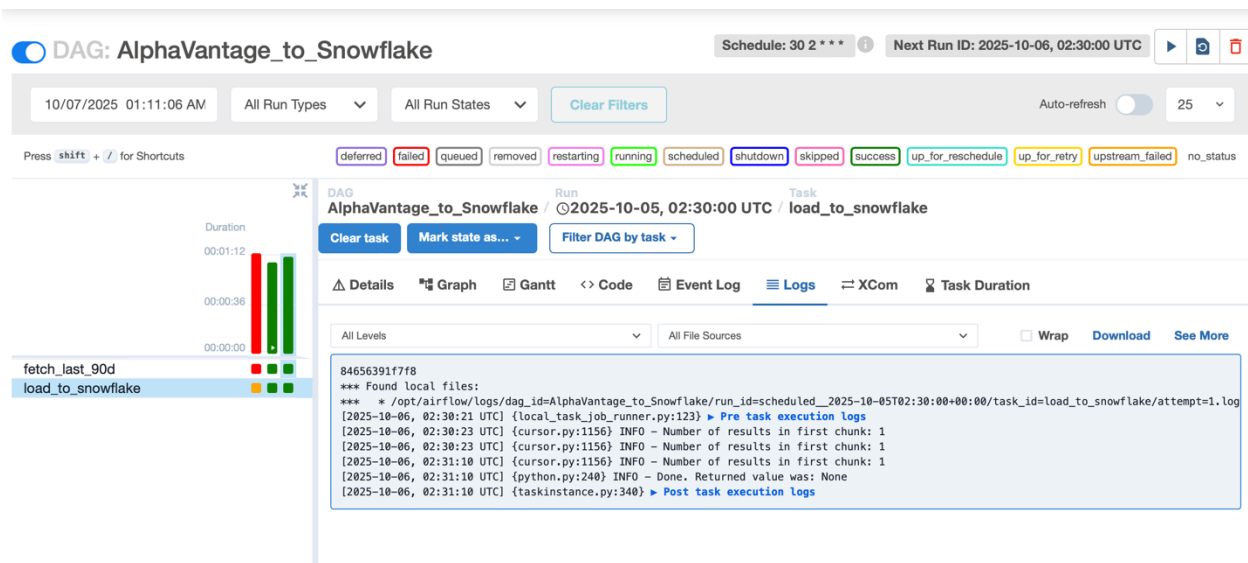 DAG: AlphaVantage_to_Snowflake
Schedule: 30 2 * * *
Next Run ID: 2025-10-06, 02:30:00 UTC
10/07/2025 01:11:06 AM
All Run Types
All Run States
Clear Filters
Auto-refresh
25
Press shift + / for Shortcuts
deferred failed queued removed restarting running scheduled shutdown skipped success up_for_reschedule up_for_retry upstream_failed no_status
Duration
00:01:12
00:00:36
00:00:00
fetch_last_90d
load_to_snowflake
DAG Run Task
AlphaVantage_to_Snowflake / 2025-10-05, 02:30:00 UTC / load_to_snowflake
Clear task Mark state as... Filter DAG by task
Details Graph Gantt <> Code Event Log Logs XCom Task Duration
All Levels All File Sources Wrap Download See More
84656391f7f8
*** Found local files:
***   * /opt/airflow/logs/dag_id=AlphaVantage_to_Snowflake/run_id=scheduled__2025-10-05T02:30:00+00:00/task_id=load_to_snowflake/attempt=1.log
[2025-10-06, 02:30:21 UTC] {local_task_job_runner.py:123} ▶ Pre task execution logs
[2025-10-06, 02:30:23 UTC] {cursor.py:1156} INFO - Number of results in first chunk: 1
[2025-10-06, 02:30:23 UTC] {cursor.py:1156} INFO - Number of results in first chunk: 1
[2025-10-06, 02:31:10 UTC] {cursor.py:1156} INFO - Number of results in first chunk: 1
[2025-10-06, 02:31:10 UTC] {python.py:240} INFO - Done. Returned value was: None
[2025-10-06, 02:31:10 UTC] {taskinstance.py:340} ▶ Post task execution logs